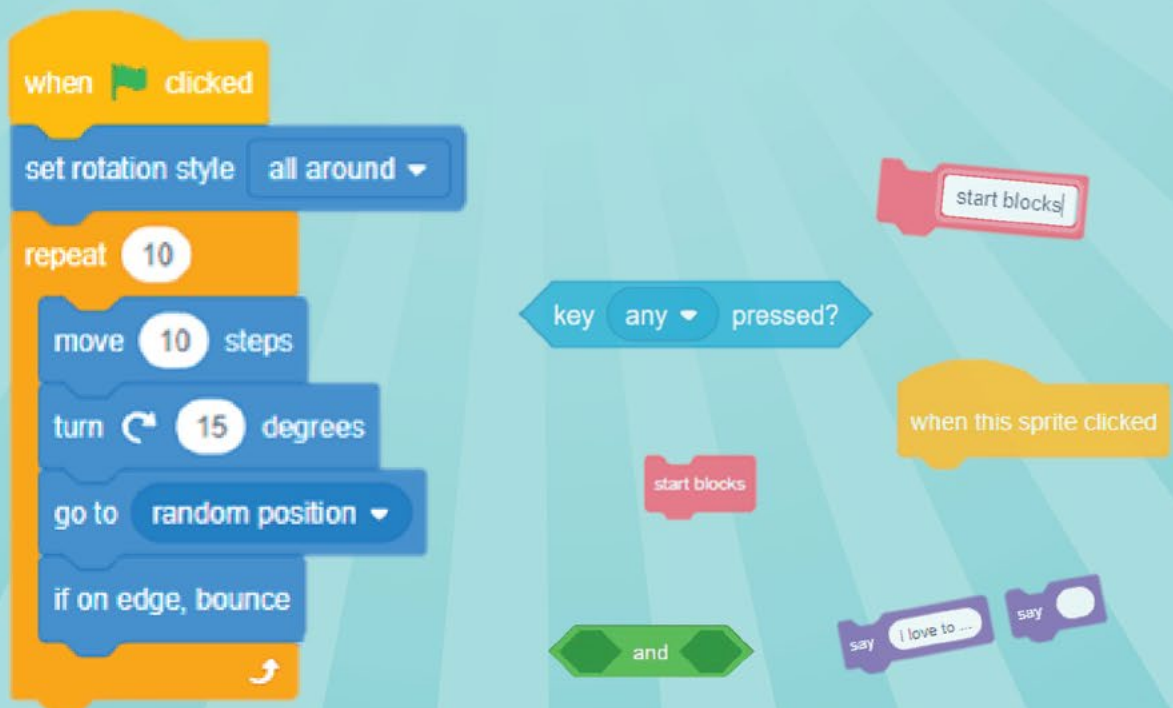 when clicked
set rotation style all around
repeat 10
move 10 steps
turn 15 degrees
go to random position
if on edge, bounce
start blocks
key any pressed?
when this sprite clicked
start blocks
and
say I love to ...
say